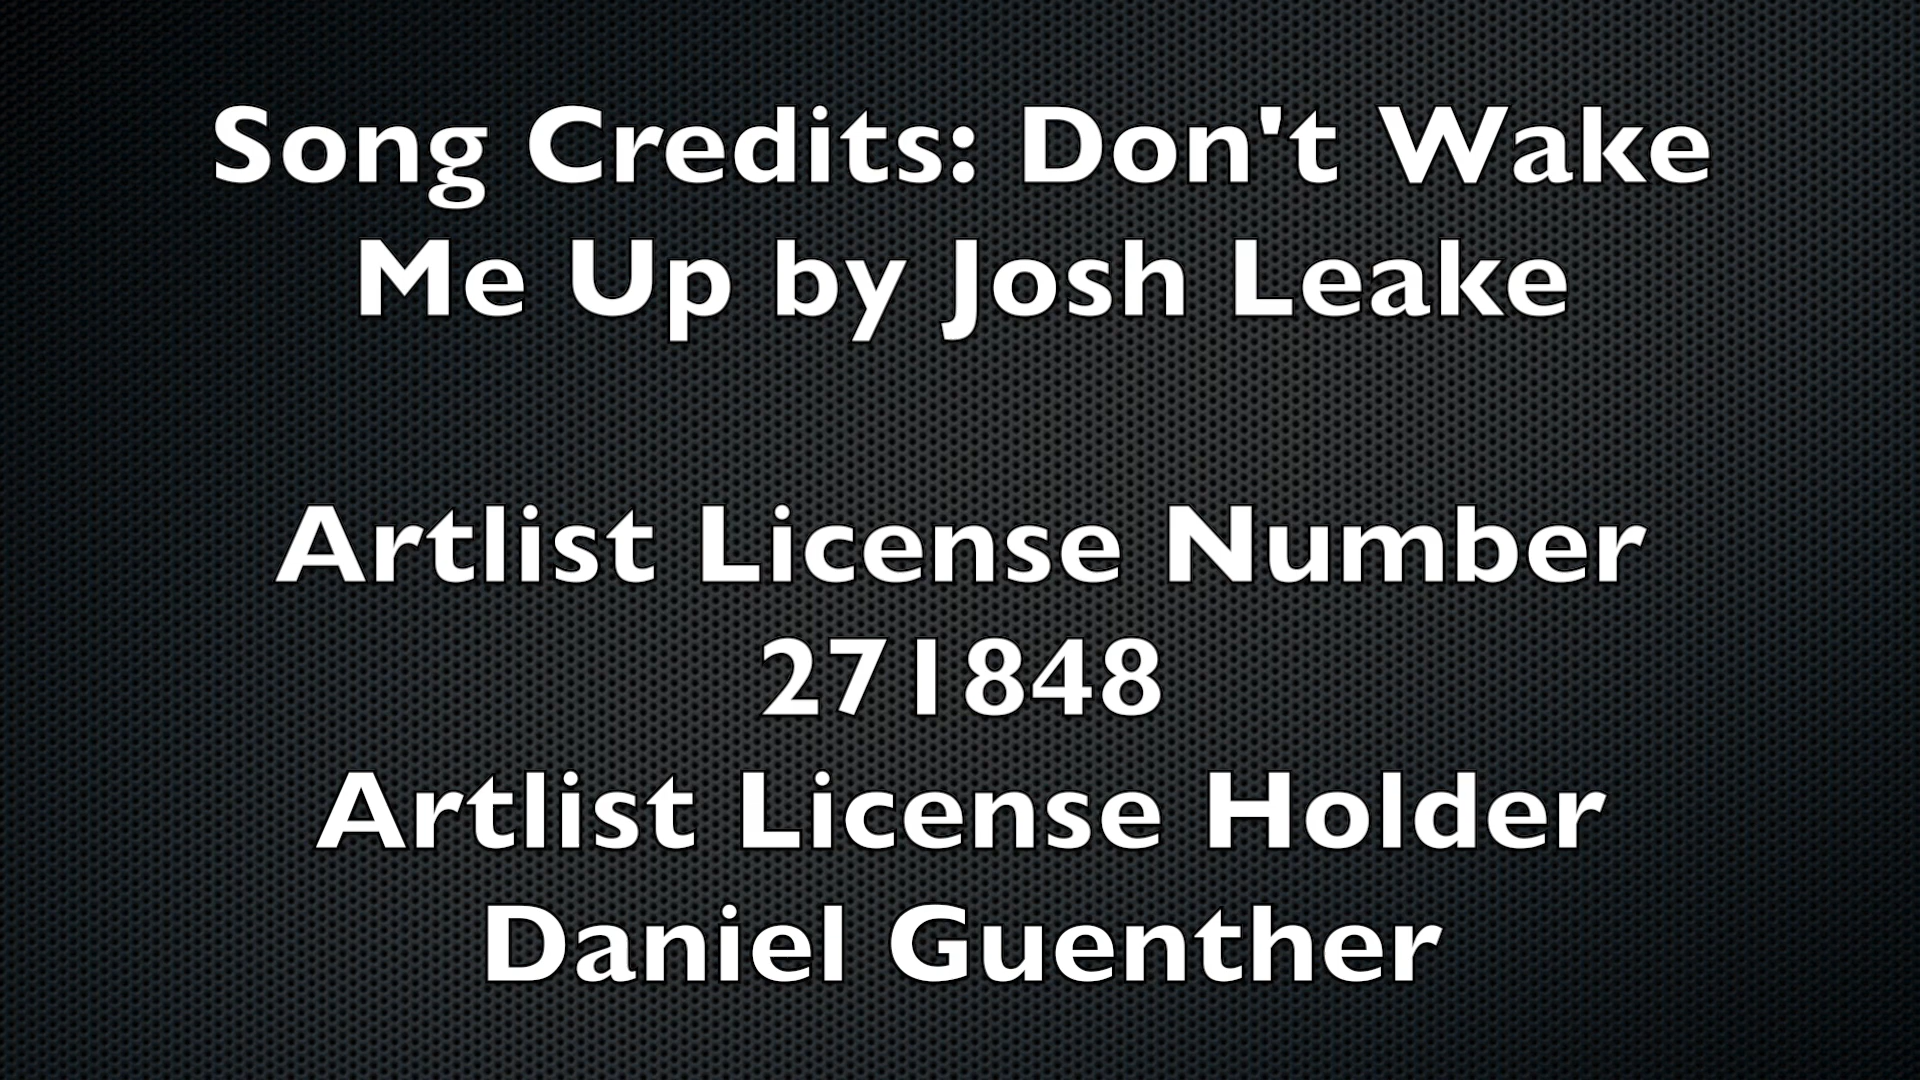 Song Credits: Don't Wake
Me Up by Josh Leake
Artlist License Number
271848
Artlist License Holder
Daniel Guenther